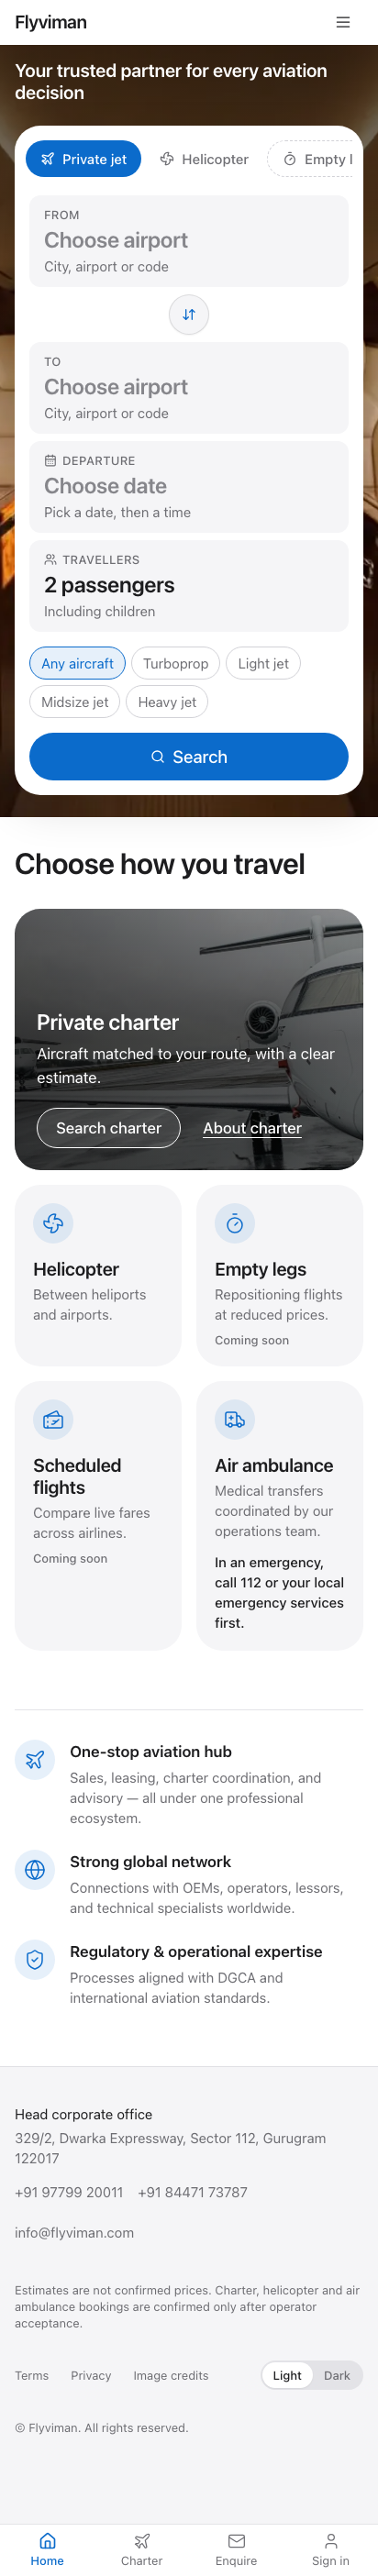 Flyviman
Your trusted partner for every aviation
decision
Private jet
Helicopter
Empty l
FROM
Choose airport
City, airport or code
TO
Choose airport
City, airport or code
DEPARTURE
Choose date
Pick a date, then a time
TRAVELLERS
2 passengers
Including children
Any aircraft
Turboprop
Light jet
Midsize jet
Heavy jet
Search
Choose how you travel
Private charter
Aircraft matched to your route, with a clear
estimate.
Search charter
About charter
Helicopter
Between heliports
and airports.
Empty legs
Repositioning flights
at reduced prices.
Coming soon
Scheduled
flights
Compare live fares
across airlines.
Coming soon
Air ambulance
Medical transfers
coordinated by our
operations team.
In an emergency,
call 112 or your local
emergency services
first.
One-stop aviation hub
Sales, leasing, charter coordination, and
advisory — all under one professional
ecosystem.
Strong global network
Connections with OEMs, operators, lessors,
and technical specialists worldwide.
Regulatory & operational expertise
Processes aligned with DGCA and
international aviation standards.
Head corporate office
329/2, Dwarka Expressway, Sector 112, Gurugram
122017
+91 97799 20011 +91 84471 73787
info@flyviman.com
Estimates are not confirmed prices. Charter, helicopter and air
ambulance bookings are confirmed only after operator
acceptance.
Terms
Privacy
Image credits
Light
Dark
© Flyviman. All rights reserved.
Home
Charter
Enquire
Sign in